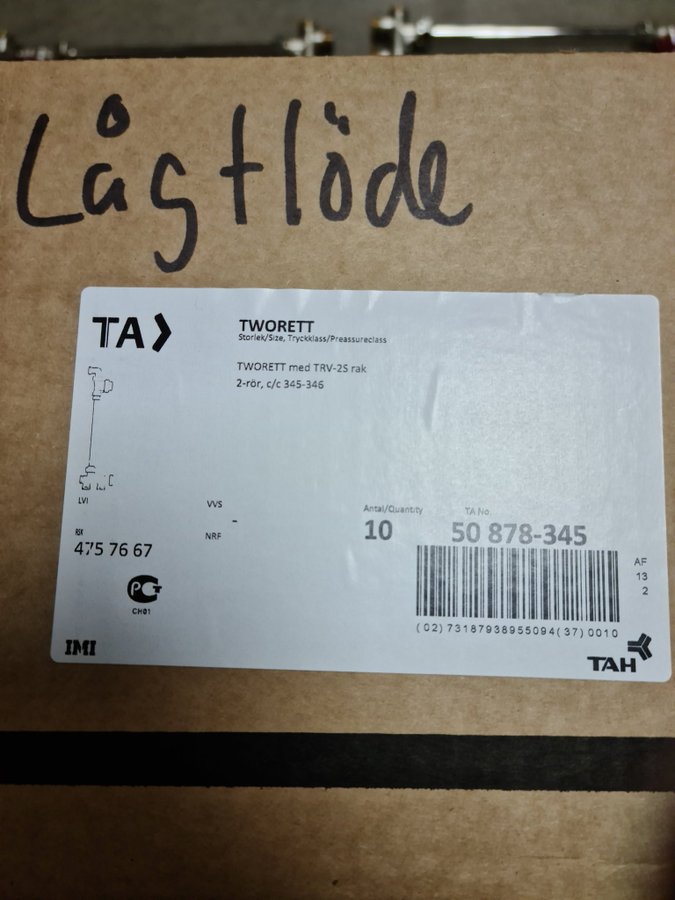 Lågflöde
TA
TWORETT
Storlek/Size, Tryckklass/Preassureclass
TWORETT med TRV-2S rak
2-rör, c/c 345-346
LVI
VVS
-
Antal/Quantity
TA No.
RSK
NRF
10
50 878-345
475 76 67
AF
13
2
PG
CH01
(02)73187938955094(37)0010
IMI
TAH